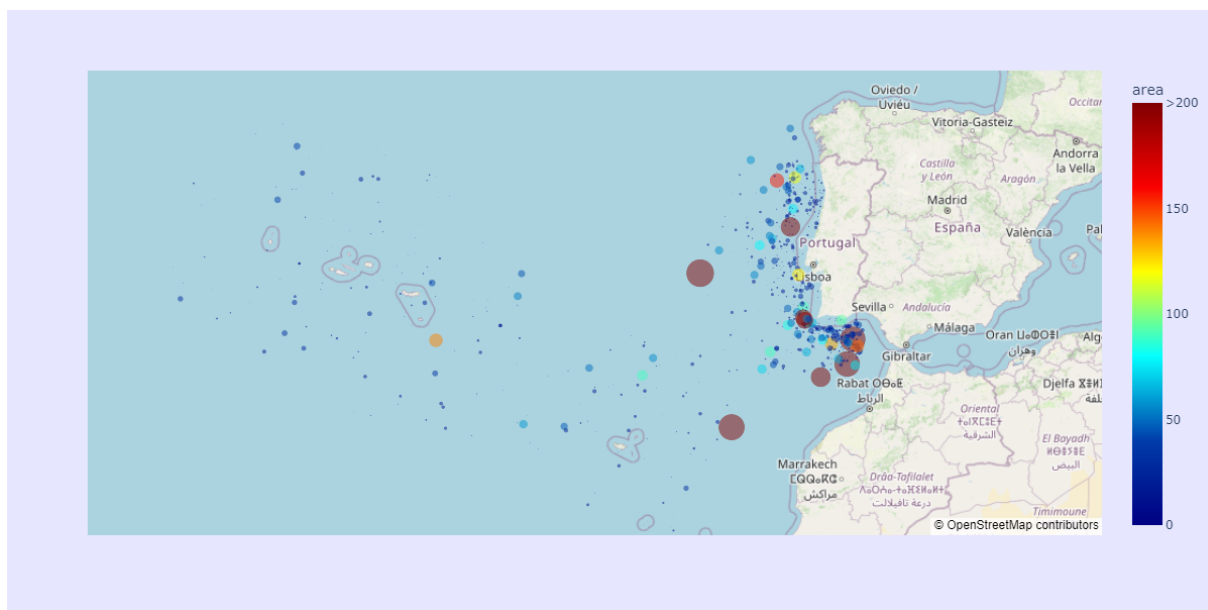 area
>200
150
100
50
0
Oviedo /
Uviéu
Vitoria-Gasteiz
Occitan
Andorra
la Vella
Castilla
y León
Aragón
Madrid
España
València
Portugal
Lisboa
Sevilla
Andalucía
Málaga
Gibraltar
Rabat ⵔⴱⴰⵟ
الرباط
وهران
Djelfa
Oriental
الشرقية
El Bayadh
البيض
Marrakech
مراكش
Drâa-Tafilalet
درعة تافيلالت
Timimoune
© OpenStreetMap contributors